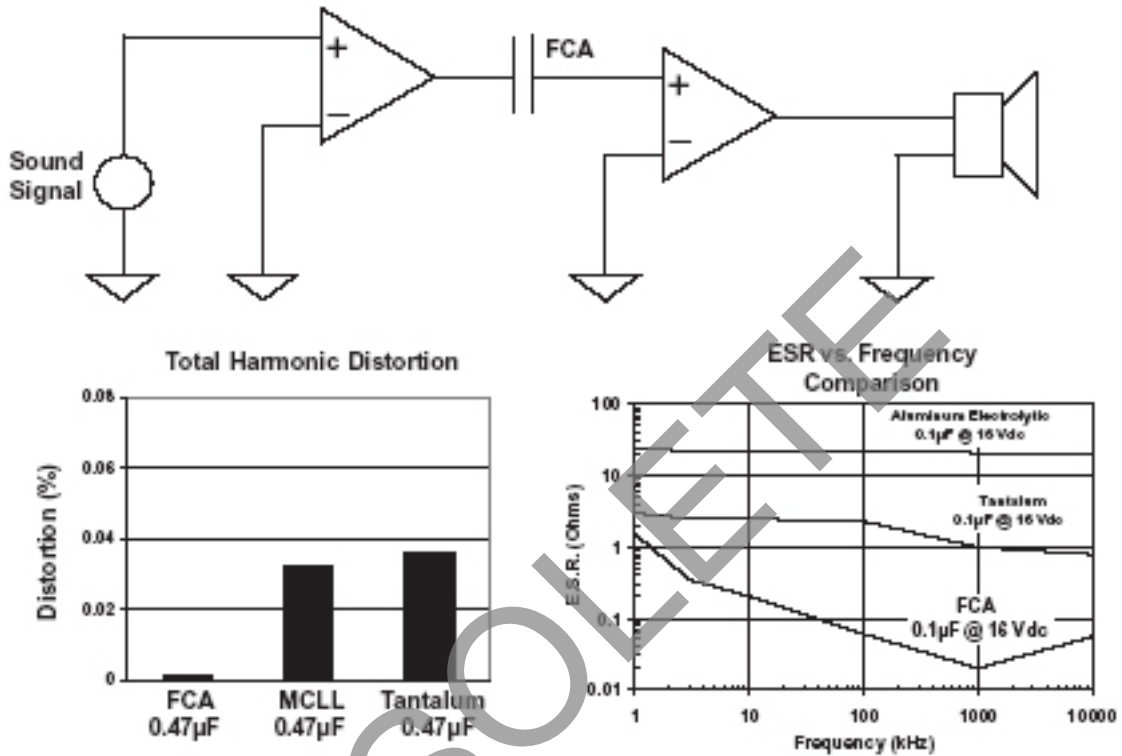 +
−
FCA
+
−
Sound
Signal
Total Harmonic Distortion
0.08
0.06
0.04
0.02
0
Distortion (%)
FCA
0.47µF
MCLL
0.47µF
Tantalum
0.47µF
ESR vs. Frequency
Comparison
100
10
1
0.1
0.01
E.S.R. (Ohms)
Aluminum Electrolytic
0.1µF @ 16 Vdc
Tantalum
0.1µF @ 16 Vdc
FCA
0.1µF @ 16 Vdc
1 10 100 1000 10000
Frequency (kHz)
SOLETE